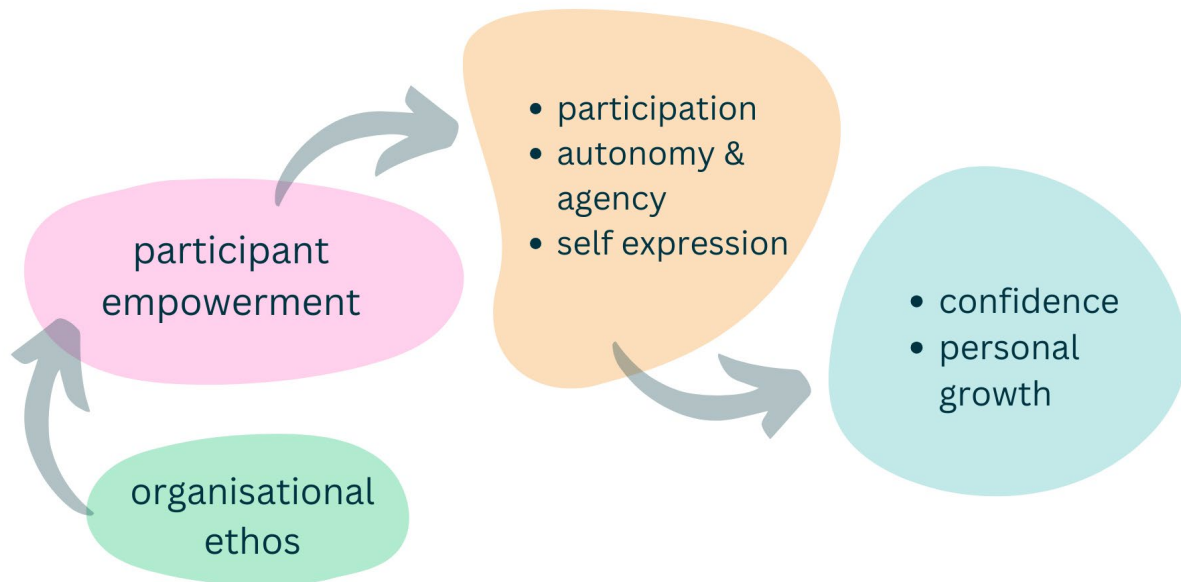 • participation
• autonomy &
agency
• self expression
participant
empowerment
• confidence
• personal
growth
organisational
ethos